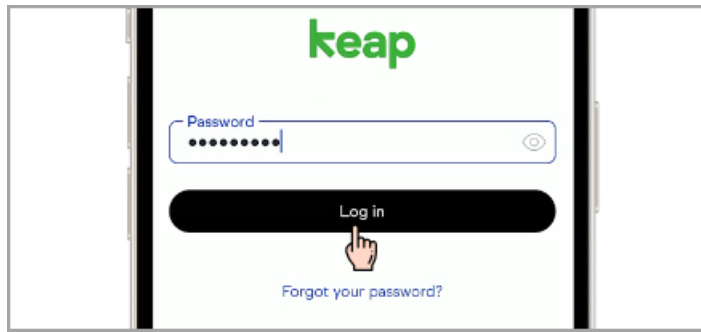 keap
Password
•••••••••
Log in
Forgot your password?